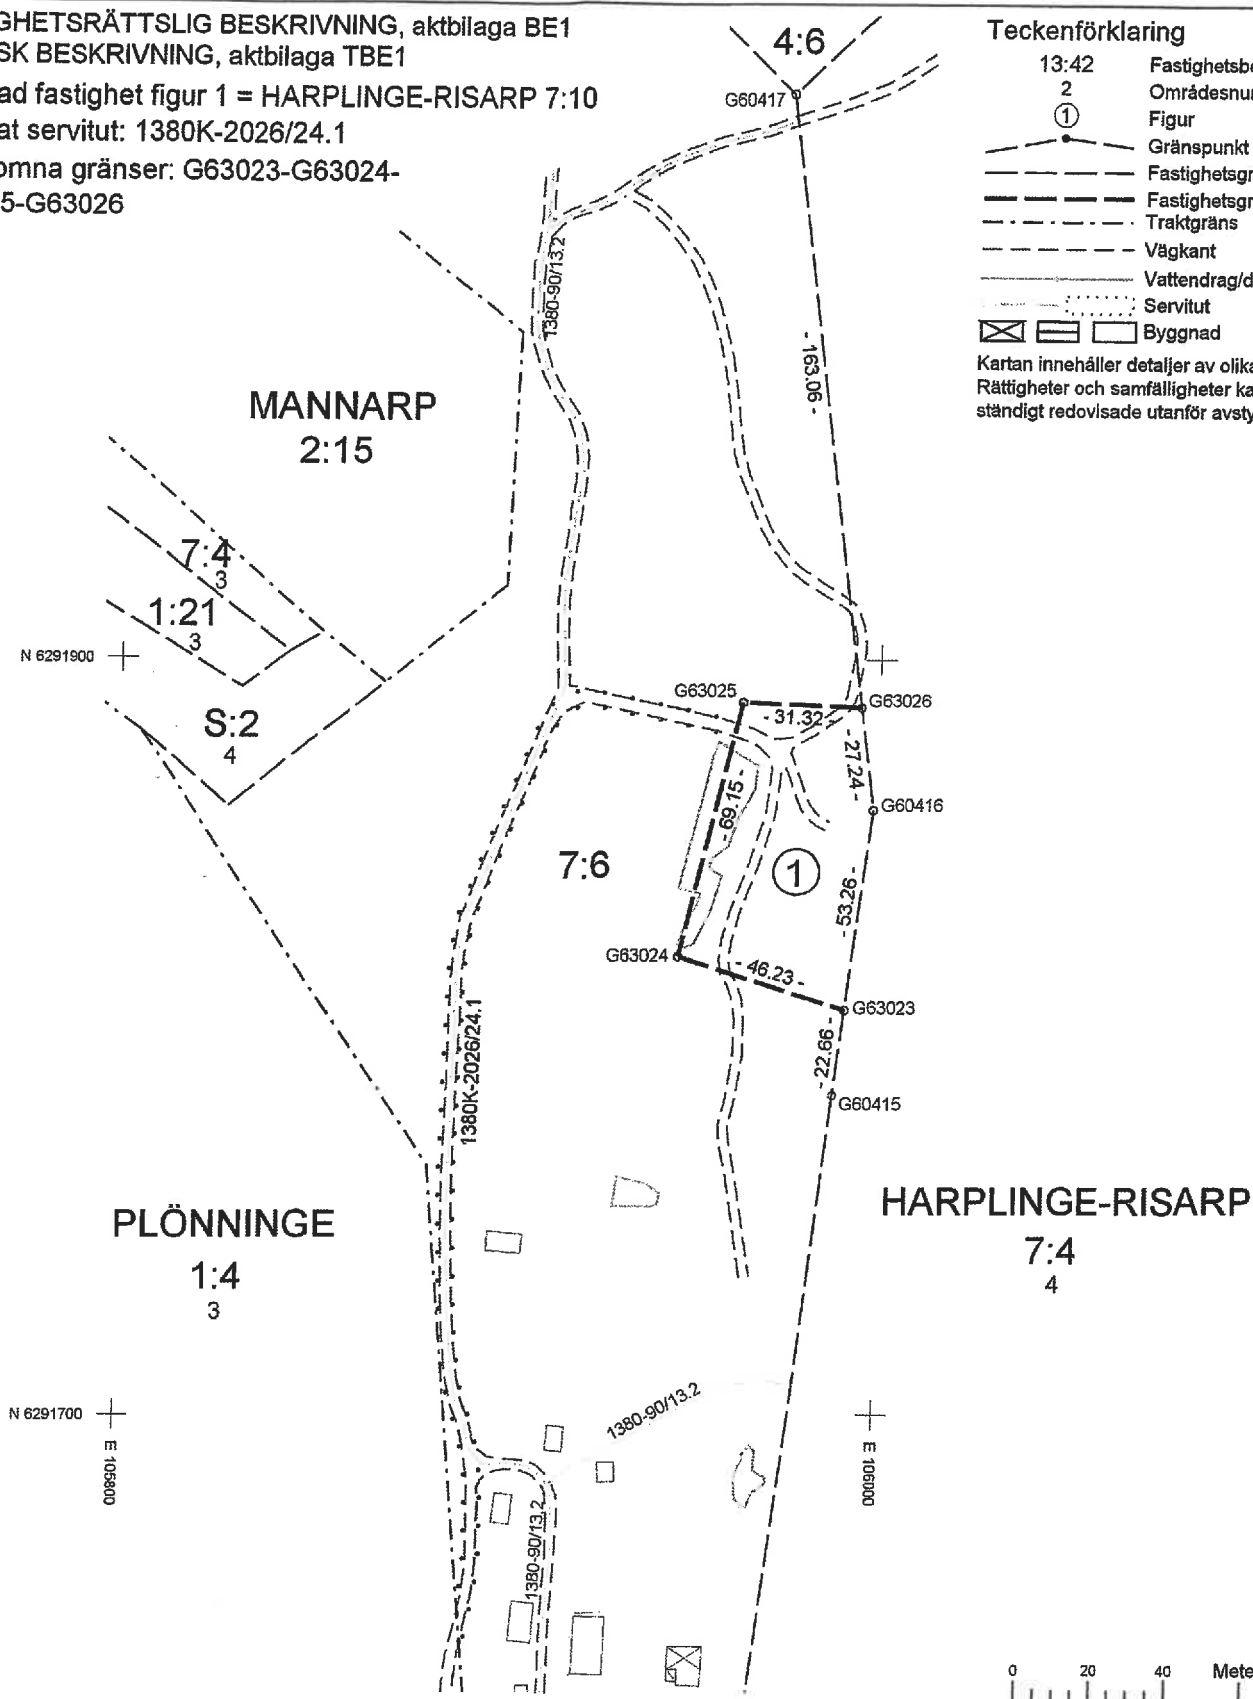 GHETSRÄTTSLIG BESKRIVNING, aktbilaga BE1
SK BESKRIVNING, aktbilaga TBE1
ad fastighet figur 1 = HARPLINGE-RISARP 7:10
at servitut: 1380K-2026/24.1
omna gränser: G63023-G63024-
5-G63026
Teckenförklaring
13:42 Fastighetsbe
2 Områdesnum
1 Figur
Gränspunkt
Fastighetsgr
Fastighetsgr
Traktgräns
Vägkant
Vattendrag/d
Servitut
Byggnad
Kartan innehåller detaljer av olika
Rättigheter och samfälligheter ka
ständigt redovisade utanför avsty
4:6
G60417
1380-90/13.2
- 163.06 -
MANNARP
2:15
7:4
3
1:21
3
N 6291900
S:2
4
G63025
G63026
- 31.32 -
- 27.24 -
G60416
- 69.15 -
7:6
1
- 53.26 -
G63024
- 46.23 -
G63023
1380K-2026/24.1
- 22.66 -
G60415
PLÖNNINGE
1:4
3
HARPLINGE-RISARP
7:4
4
1380-90/13.2
N 6291700
E 105800
E 106000
1380-90/13.2
0 20 40 Mete